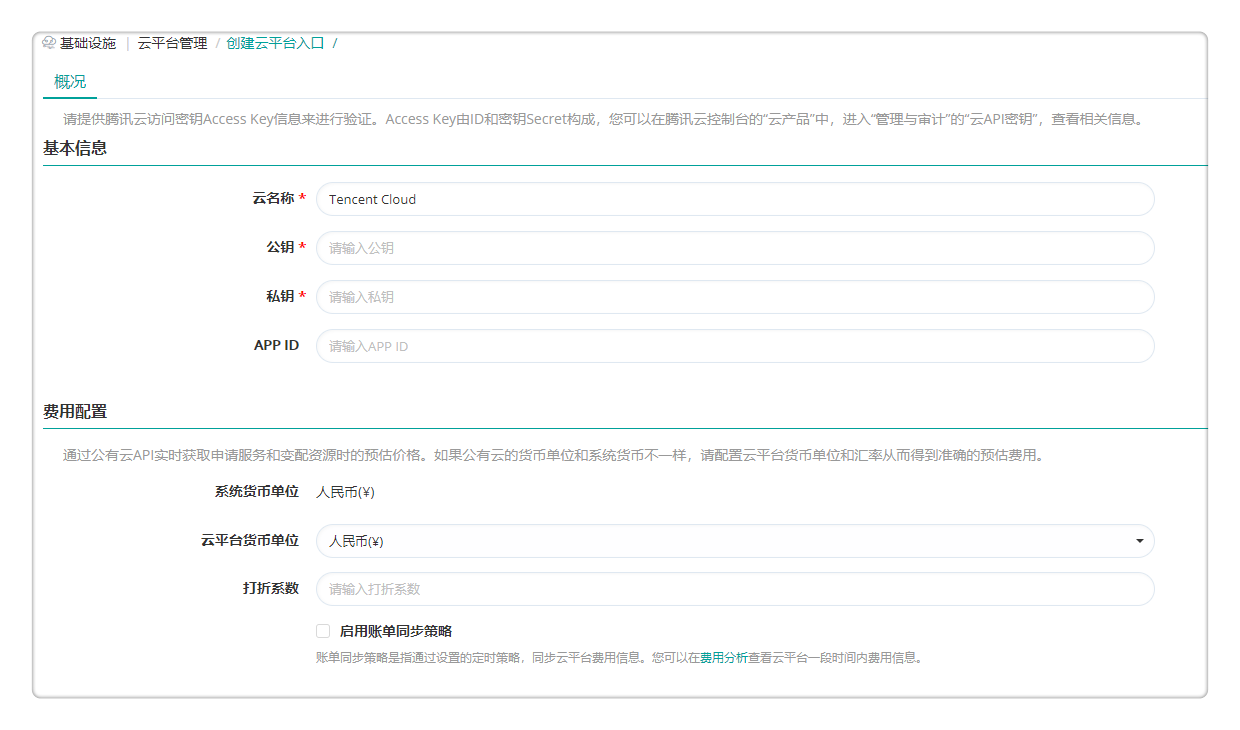 基础设施 | 云平台管理 / 创建云平台入口 /
概况
请提供腾讯云访问密钥Access Key信息来进行验证。Access Key由ID和密钥Secret构成，您可以在腾讯云控制台的“云产品”中，进入“管理与审计”的“云API密钥”，查看相关信息。
基本信息
云名称 * Tencent Cloud
公钥 * 请输入公钥
私钥 * 请输入私钥
APP ID 请输入APP ID
费用配置
通过公有云API实时获取申请服务和变配资源时的预估价格。如果公有云的货币单位和系统货币不一样，请配置云平台货币单位和汇率从而得到准确的预估费用。
系统货币单位 人民币(¥)
云平台货币单位 人民币(¥)
打折系数 请输入打折系数
启用账单同步策略
账单同步策略是指通过设置的定时策略，同步云平台费用信息。您可以在费用分析查看云平台一段时间内费用信息。